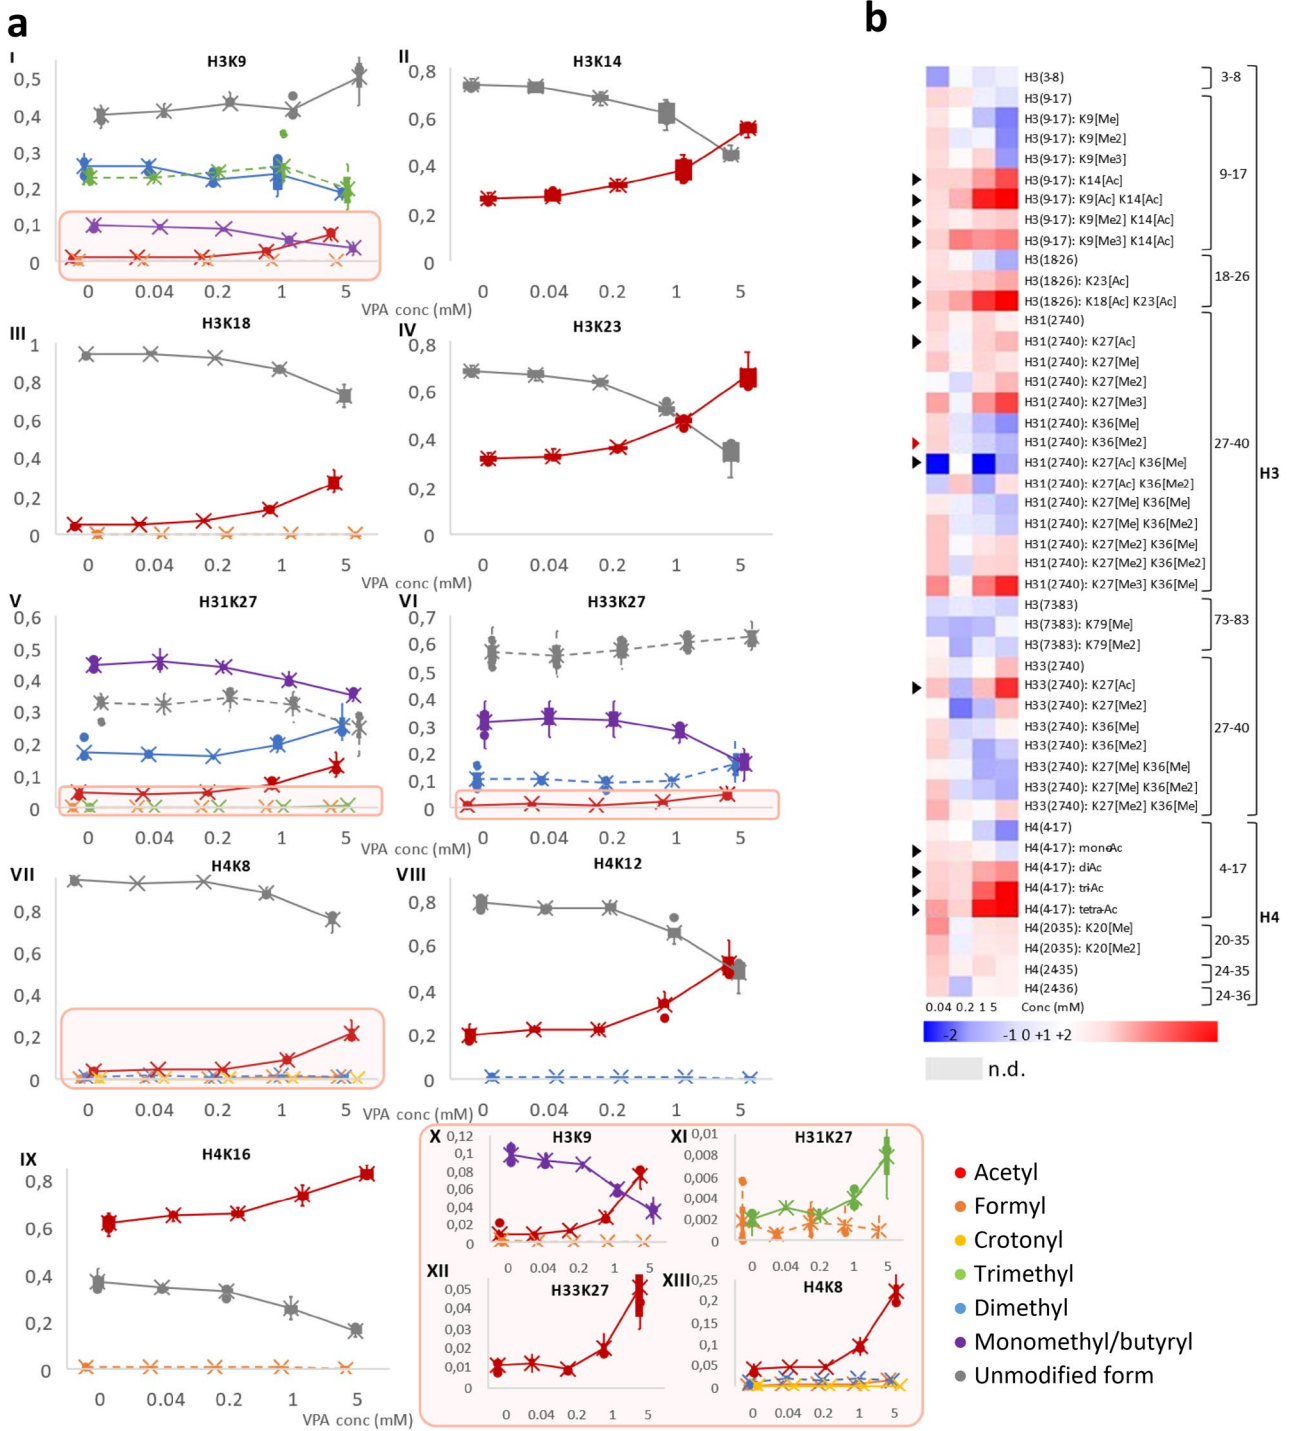 a
b
I
H3K9
0,5
0,4
0,3
0,2
0,1
0
0
0.04
0.2
1
5
VPA conc (mM)
II
H3K14
0,8
0,6
0,4
0,2
0
0
0.04
0.2
1
5
III
H3K18
1
0,8
0,6
0,4
0,2
0
0
0.04
0.2
1
5
VPA conc (mM)
IV
H3K23
0,8
0,6
0,4
0,2
0
0
0.04
0.2
1
5
V
H31K27
0,6
0,5
0,4
0,3
0,2
0,1
0
0
0.04
0.2
1
5
VPA conc (mM)
VI
H33K27
0,7
0,6
0,5
0,4
0,3
0,2
0,1
0
0
0.04
0.2
1
5
VII
H4K8
0,8
0,6
0,4
0,2
0
0
0.04
0.2
1
5
VPA conc (mM)
VIII
H4K12
0,8
0,6
0,4
0,2
0
0
0.04
0.2
1
5
IX
H4K16
0,8
0,6
0,4
0,2
0
0
0.04
0.2
1
5
VPA conc (mM)
X
H3K9
0,12
0,1
0,08
0,06
0,04
0,02
0
0
0.04
0.2
1
5
XI
H31K27
0,01
0,008
0,006
0,004
0,002
0
0
0.04
0.2
1
5
XII
H33K27
0,05
0,04
0,03
0,02
0,01
0
0
0.04
0.2
1
5
XIII
H4K8
0,25
0,2
0,15
0,1
0,05
0
0
0.04
0.2
1
5
H3(3-8)
H3(9-17)
H3(9-17): K9[Me]
H3(9-17): K9[Me2]
H3(9-17): K9[Me3]
H3(9-17): K14[Ac]
H3(9-17): K9[Ac] K14[Ac]
H3(9-17): K9[Me2] K14[Ac]
H3(9-17): K9[Me3] K14[Ac]
H3(1826)
H3(1826): K23[Ac]
H3(1826): K18[Ac] K23[Ac]
H31(2740)
H31(2740): K27[Ac]
H31(2740): K27[Me]
H31(2740): K27[Me2]
H31(2740): K27[Me3]
H31(2740): K36[Me]
H31(2740): K36[Me2]
H31(2740): K27[Ac] K36[Me]
H31(2740): K27[Ac] K36[Me2]
H31(2740): K27[Me] K36[Me]
H31(2740): K27[Me] K36[Me2]
H31(2740): K27[Me2] K36[Me]
H31(2740): K27[Me2] K36[Me2]
H31(2740): K27[Me3] K36[Me]
H3(7383)
H3(7383): K79[Me]
H3(7383): K79[Me2]
H33(2740)
H33(2740): K27[Ac]
H33(2740): K27[Me2]
H33(2740): K36[Me]
H33(2740): K36[Me2]
H33(2740): K27[Me] K36[Me]
H33(2740): K27[Me] K36[Me2]
H33(2740): K27[Me2] K36[Me]
H4(4-17)
H4(4-17): monoAc
H4(4-17): diAc
H4(4-17): triAc
H4(4-17): tetraAc
H4(2035): K20[Me]
H4(2035): K20[Me2]
H4(2435)
H4(2436)
3-8
9-17
18-26
27-40
73-83
27-40
4-17
20-35
24-35
24-36
H3
H4
0.04 0.2 1 5 Conc (mM)
-2 -1 0 +1 +2
n.d.
Acetyl
Formyl
Crotonyl
Trimethyl
Dimethyl
Monomethyl/butyryl
Unmodified form